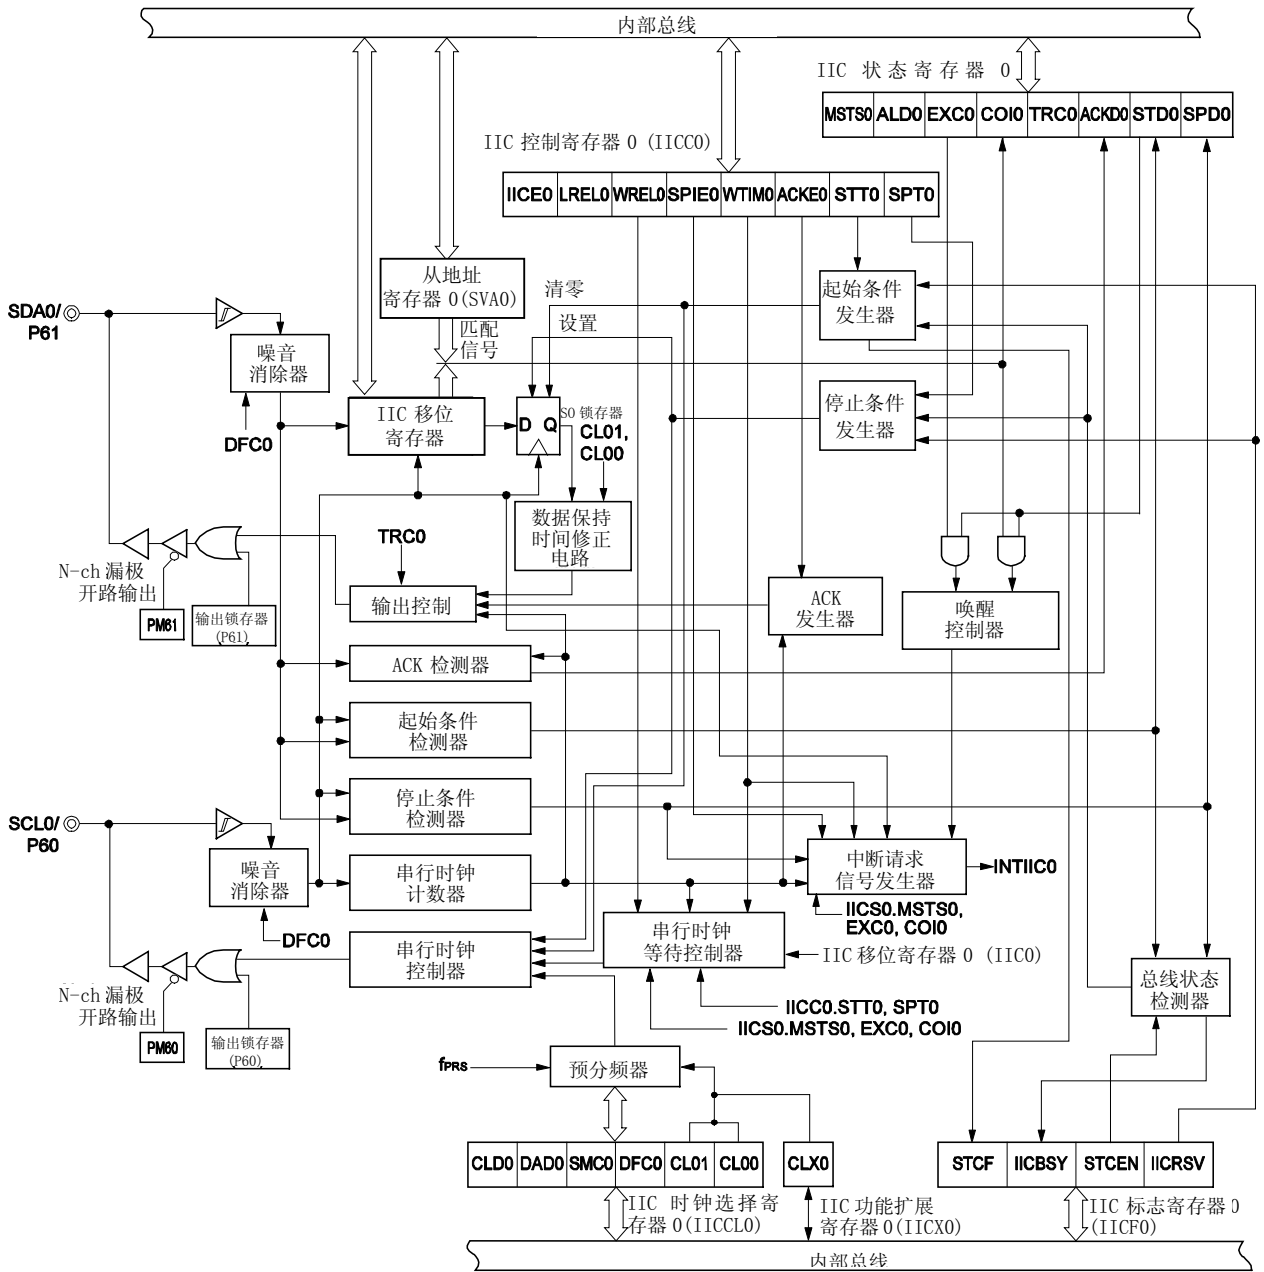 内部总线
IIC 状态寄存器 0
MSTS0 ALD0 EXC0 COI0 TRC0 ACKD0 STD0 SPD0
IIC 控制寄存器 0 (IICC0)
IICE0 LREL0 WREL0 SPIE0 WTIM0 ACKE0 STT0 SPT0
从地址
寄存器 0(SVA0)
清零
设置
起始条件
发生器
SDA0/
P61
匹配
信号
噪音
消除器
DFC0
IIC 移位
寄存器
D Q
SO 锁存器
CL01,
CL00
停止条件
发生器
数据保持
时间修正
电路
TRC0
N-ch 漏极
开路输出
PM61
输出锁存器
(P61)
输出控制
ACK
发生器
唤醒
控制器
ACK 检测器
起始条件
检测器
停止条件
检测器
SCL0/
P60
噪音
消除器
DFC0
串行时钟
计数器
中断请求
信号发生器
INTIIC0
IICS0.MSTS0,
EXC0, COI0
串行时钟
等待控制器
IIC 移位寄存器 0 (IIC0)
串行时钟
控制器
N-ch 漏极
开路输出
PM60
输出锁存器
(P60)
IICC0.STT0, SPT0
IICS0.MSTS0, EXC0, COI0
总线状态
检测器
fPRS
预分频器
CLD0 DAD0 SMC0 DFC0 CL01 CL00
CLX0
STCF IICBSY STCEN IICRSV
IIC 时钟选择寄
存器 0(IICCL0)
IIC 功能扩展
寄存器 0(IICX0)
IIC 标志寄存器 0
(IICF0)
内部总线